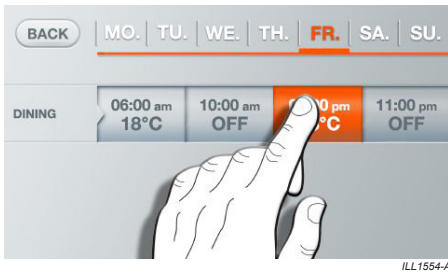 BACK MO. TU. WE. TH. FR. SA. SU.
DINING 06:00 am 10:00 am pm 11:00 pm
18°C OFF °C OFF
ILL1554-A